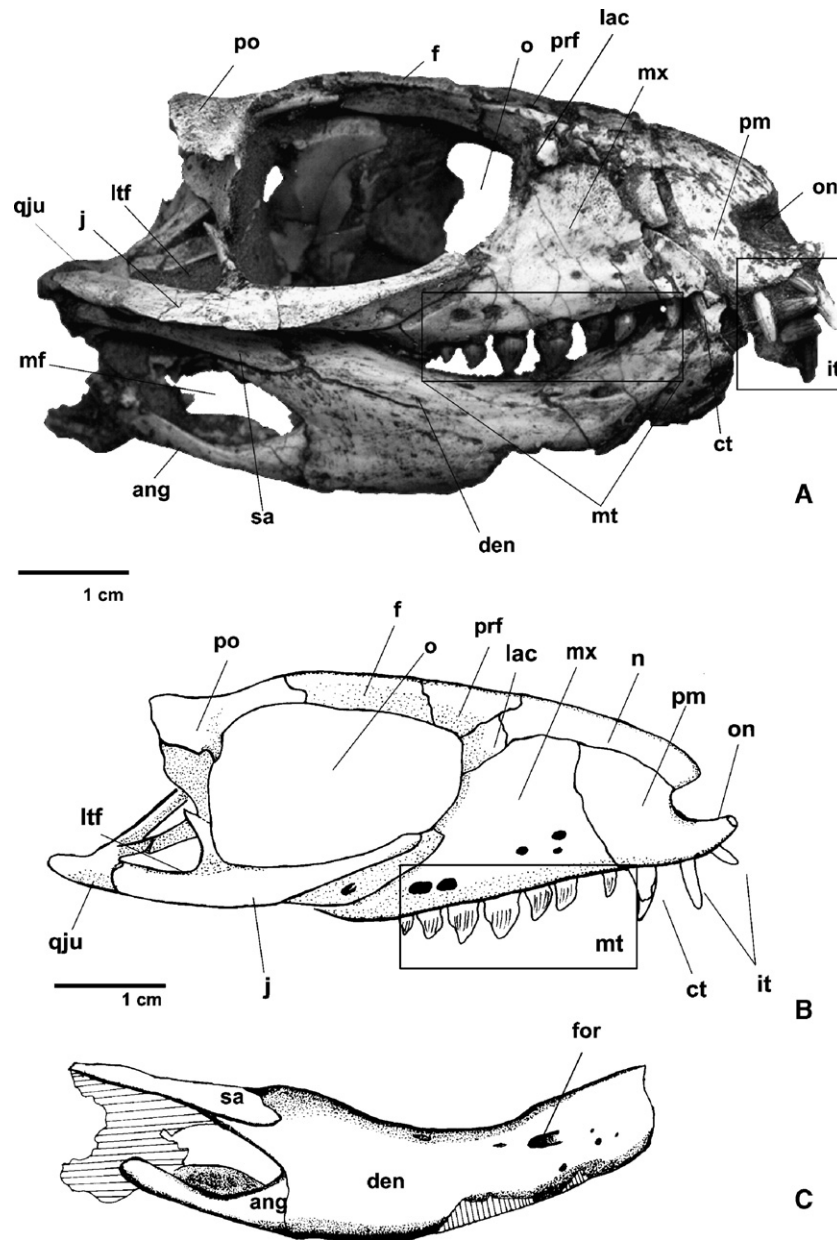 lac
po
f
o
prf
mx
pm
on
qju
j
ltf
mf
it
ct
ang
sa
den
mt
A
1 cm
f
prf
po
o
lac
mx
n
pm
on
ltf
qju
j
mt
ct
it
1 cm
B
for
sa
den
ang
C